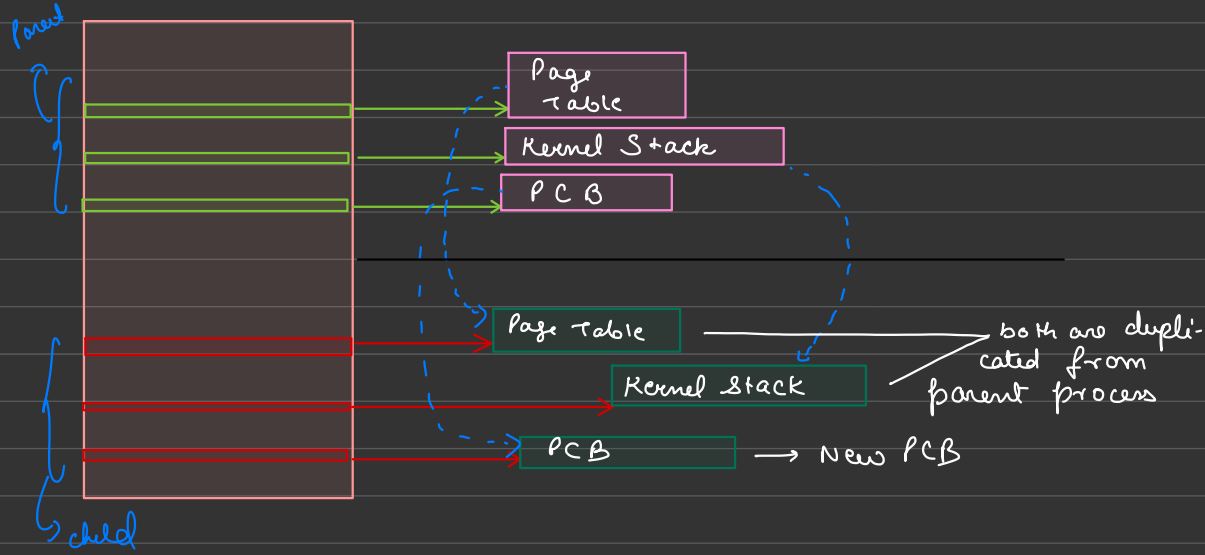 Parent
Page
Table
Kernel Stack
PCB
Page Table
both are dupli-
cated from
parent process
Kernel Stack
PCB → New PCB
child